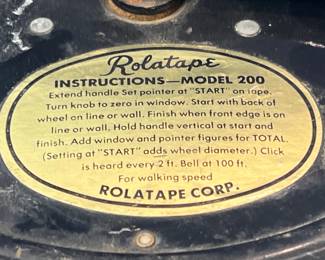 Rolatape
INSTRUCTIONS—MODEL 200
Extend handle Set pointer at "START" on tape.
Turn knob to zero in window. Start with back of
wheel on line or wall. Finish when front edge is on
line or wall. Hold handle vertical at start and
finish. Add window and pointer figures for TOTAL.
(Setting at "START" adds wheel diameter.) Click
is heard every 2 ft. Bell at 100 ft.
For walking speed
ROLATAPE CORP.